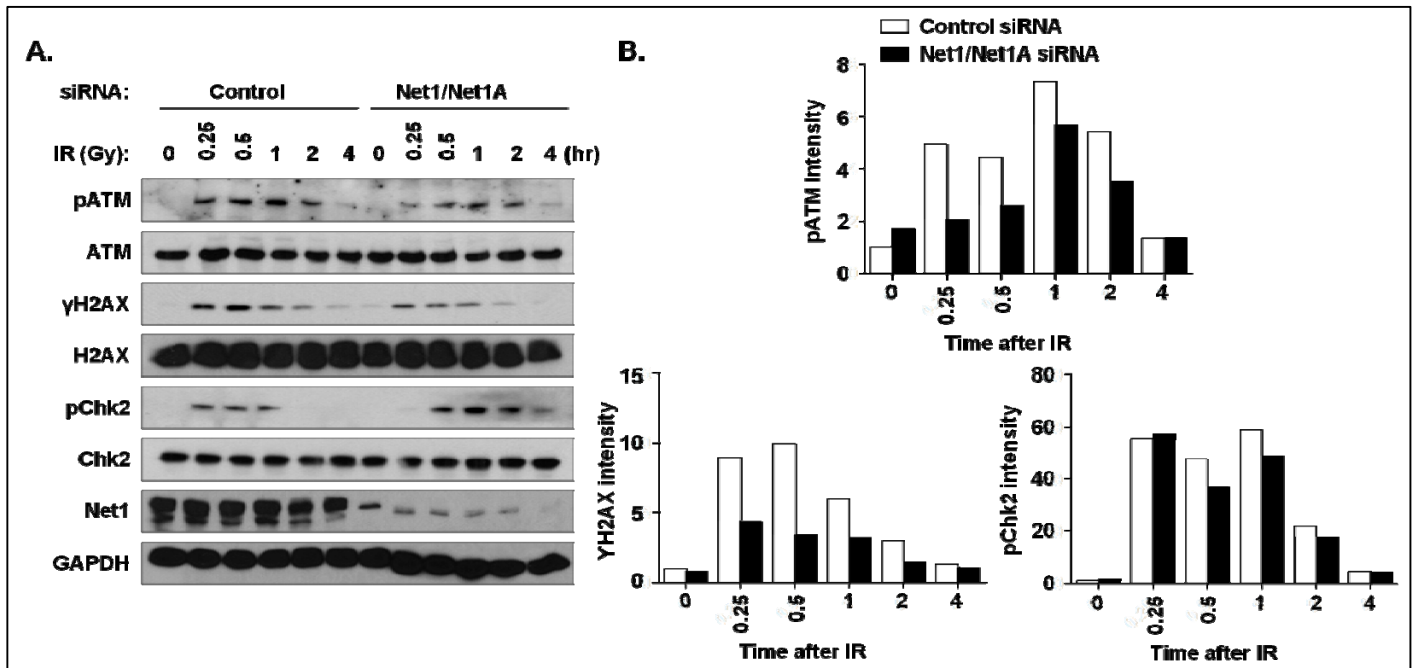 A.
siRNA: Control Net1/Net1A
IR (Gy): 0 0.25 0.5 1 2 4 0 0.25 0.5 1 2 4 (hr)
pATM
ATM
γH2AX
H2AX
pChk2
Chk2
Net1
GAPDH
B.
Control siRNA
Net1/Net1A siRNA
pATM Intensity
8
6
4
2
0
0 0.25 0.5 1 2 4
Time after IR
YH2AX intensity
15
10
5
0
0 0.25 0.5 1 2 4
Time after IR
pChk2 intensity
80
60
40
20
0
0 0.25 0.5 1 2 4
Time after IR